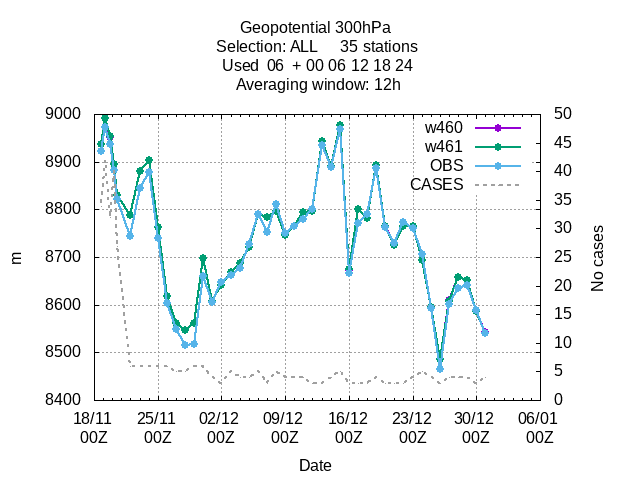 Geopotential 300hPa
Selection: ALL     35 stations
Used  06  + 00 06 12 18 24
Averaging window: 12h
9000
8900
8800
8700
8600
8500
8400
m
50
45
40
35
30
25
20
15
10
5
0
No cases
w460
w461
OBS
CASES
18/11 25/11 02/12 09/12 16/12 23/12 30/12 06/01
00Z 00Z 00Z 00Z 00Z 00Z 00Z 00Z
Date